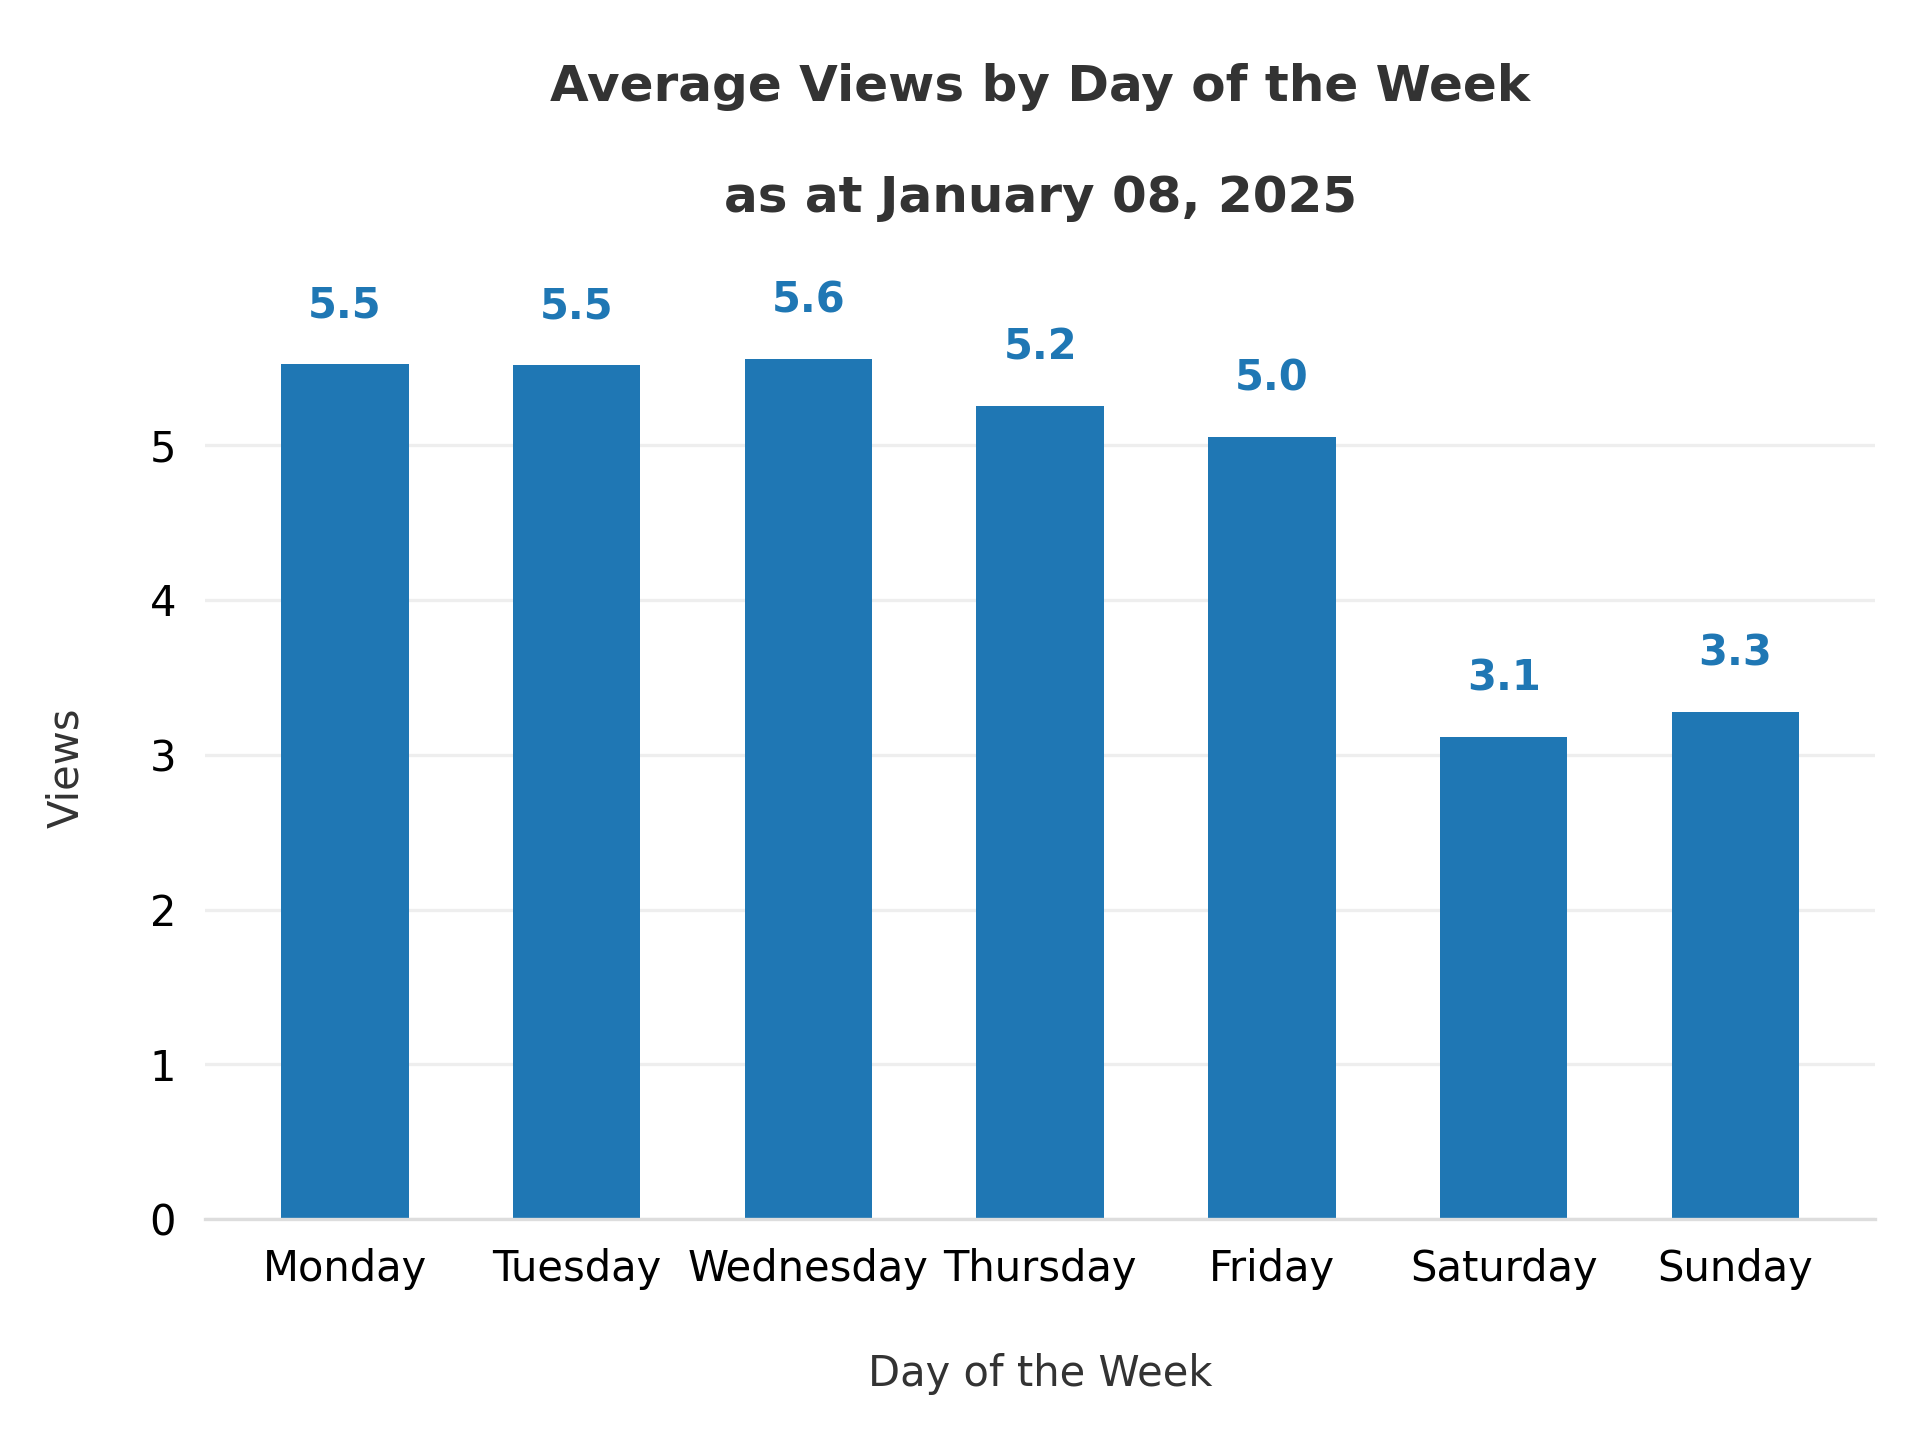 Average Views by Day of the Week
as at January 08, 2025
5.5
5.5
5.6
5.2
5.0
3.1
3.3
5
4
3
2
1
0
Views
Monday Tuesday Wednesday Thursday Friday Saturday Sunday
Day of the Week